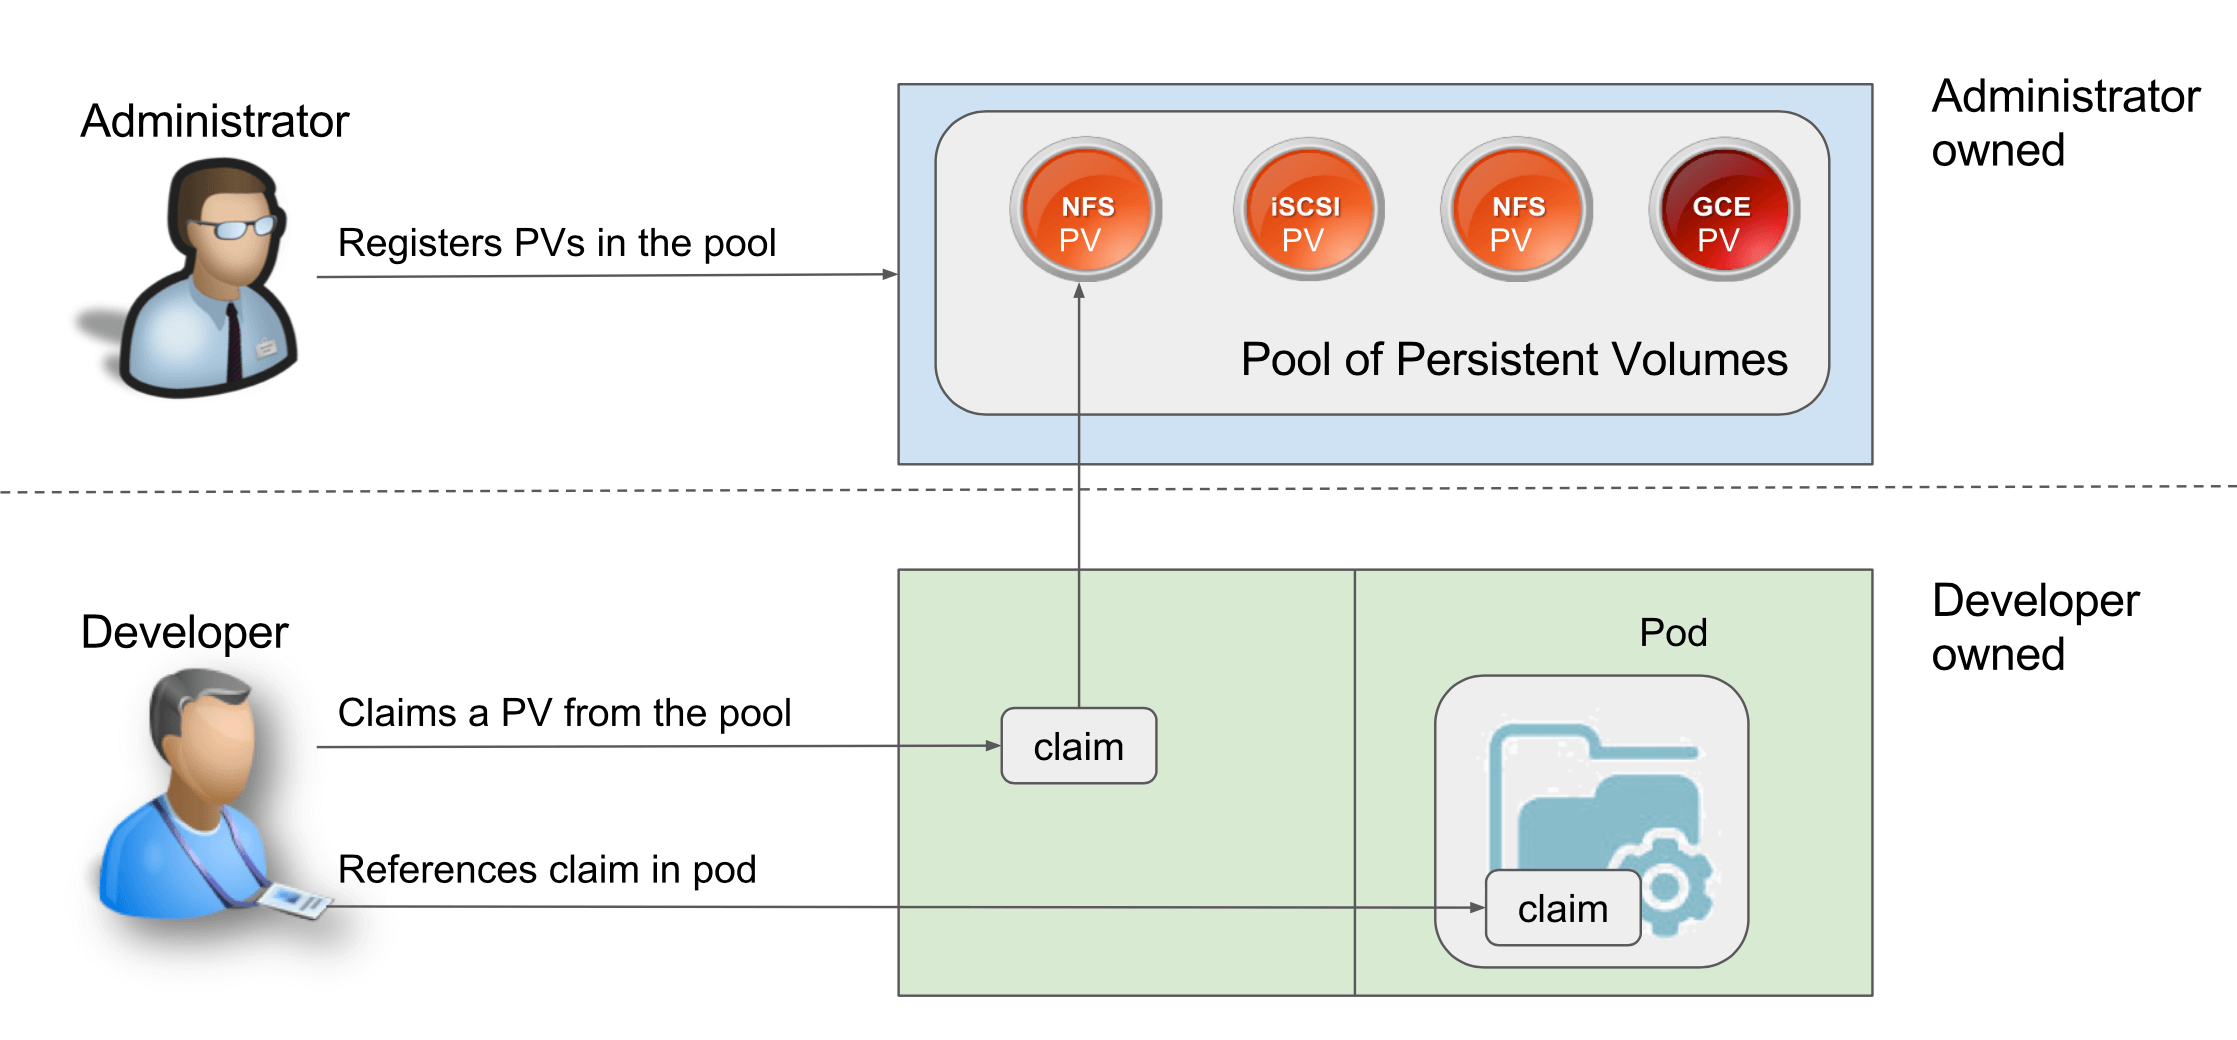 Administrator
Registers PVs in the pool
NFS
PV
iSCSI
PV
NFS
PV
GCE
PV
Pool of Persistent Volumes
Administrator
owned
Developer
Claims a PV from the pool
claim
References claim in pod
Pod
claim
Developer
owned